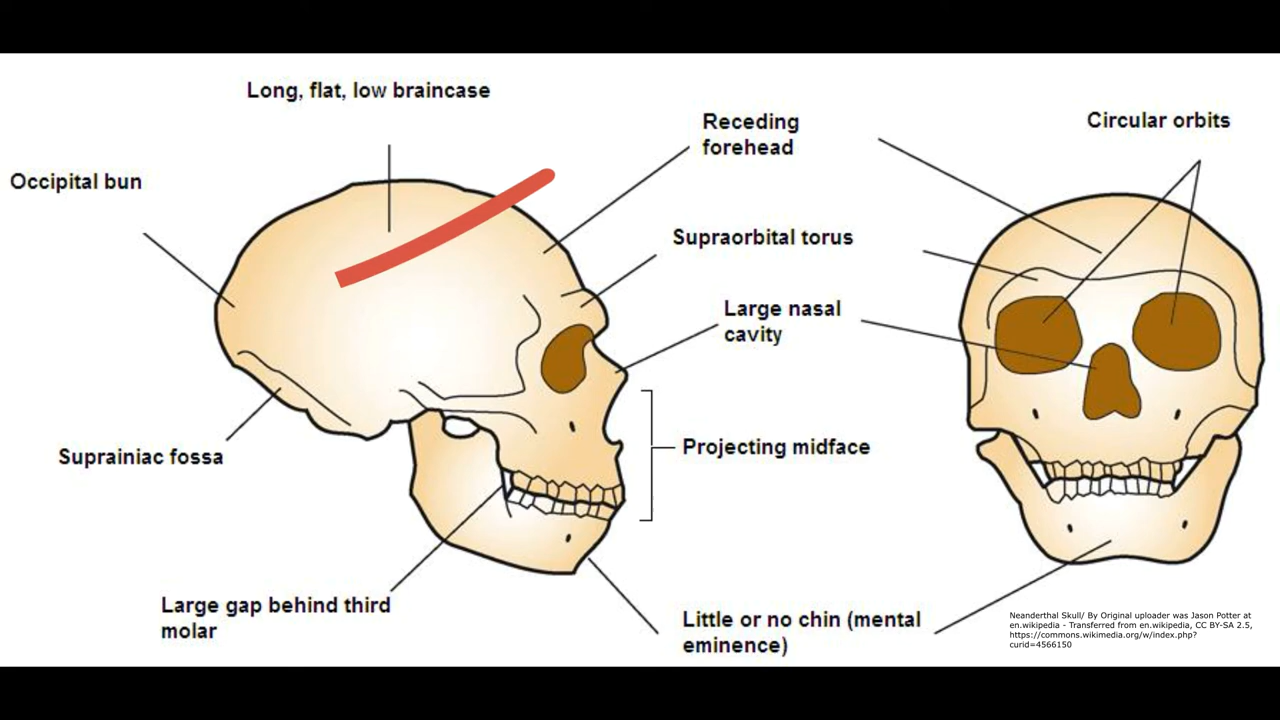 Long, flat, low braincase
Receding
forehead
Circular orbits
Occipital bun
Supraorbital torus
Large nasal
cavity
Projecting midface
Suprainiac fossa
Large gap behind third
molar
Little or no chin (mental
eminence)
Neanderthal Skull/ By Original uploader was Jason Potter at
en.wikipedia - Transferred from en.wikipedia, CC BY-SA 2.5,
https://commons.wikimedia.org/w/index.php?
curid=4566150